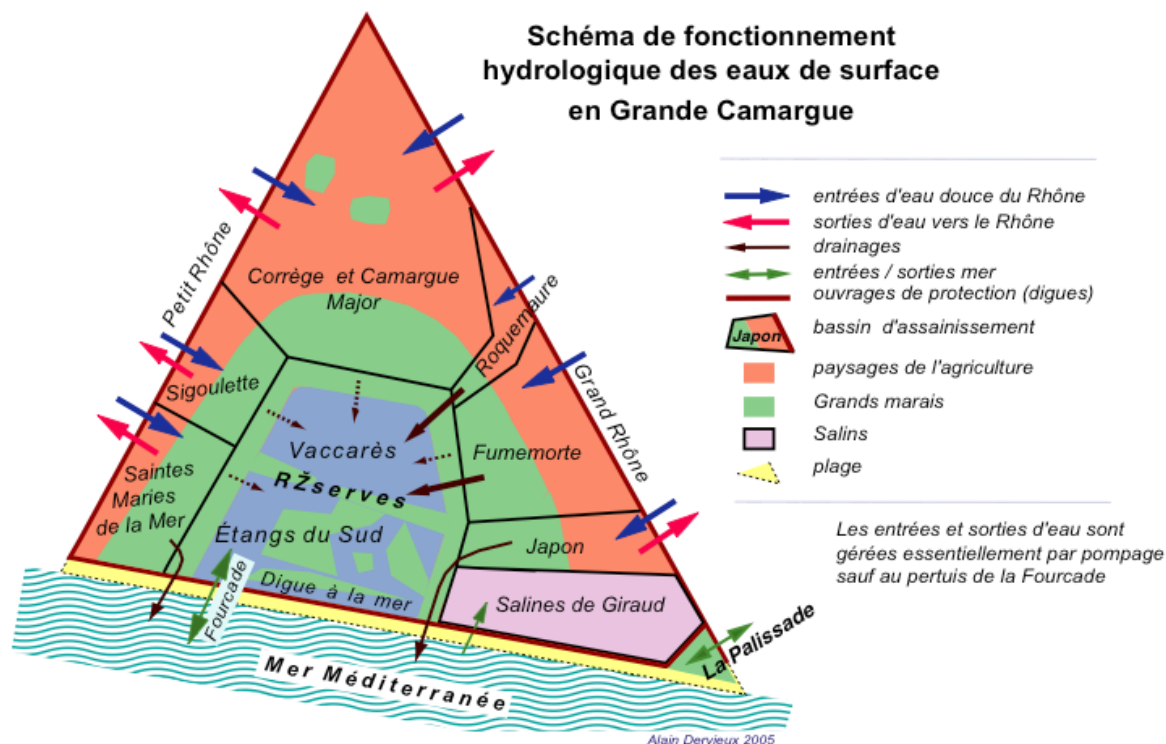 Schéma de fonctionnement
hydrologique des eaux de surface
en Grande Camargue
entrées d'eau douce du Rhône
sorties d'eau vers le Rhône
drainages
entrées / sorties mer
ouvrages de protection (digues)
Japon
bassin d'assainissement
paysages de l'agriculture
Grands marais
Salins
plage
Les entrées et sorties d'eau sont
gérées essentiellement par pompage
sauf au pertuis de la Fourcade
Petit Rhône
Corrège et Camargue
Major
Roquemaure
Grand Rhône
Sigoulette
Vaccarès
Fumemorte
RŽserves
Saintes
Maries
de la Mer
Étangs du Sud
Japon
Fourcade
Digue à la mer
Salines de Giraud
La Palissade
Mer Méditerranée
Alain Dervieux 2005